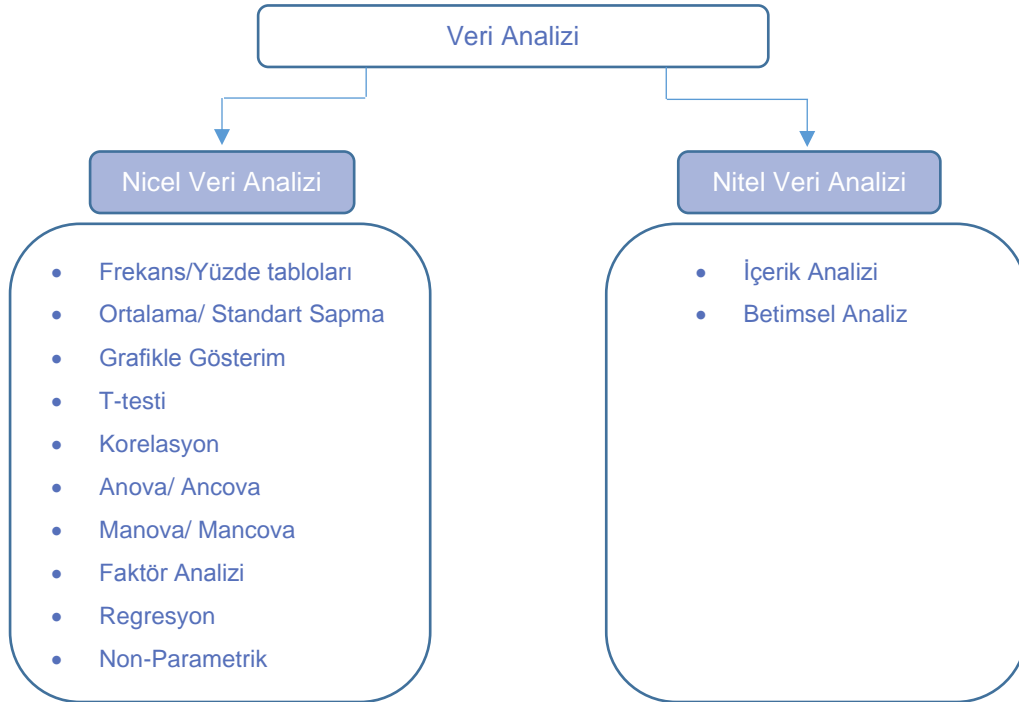 Veri Analizi
Nicel Veri Analizi
Nitel Veri Analizi
• Frekans/Yüzde tabloları
• Ortalama/ Standart Sapma
• Grafikle Gösterim
• T-testi
• Korelasyon
• Anova/ Ancova
• Manova/ Mancova
• Faktör Analizi
• Regresyon
• Non-Parametrik
• İçerik Analizi
• Betimsel Analiz